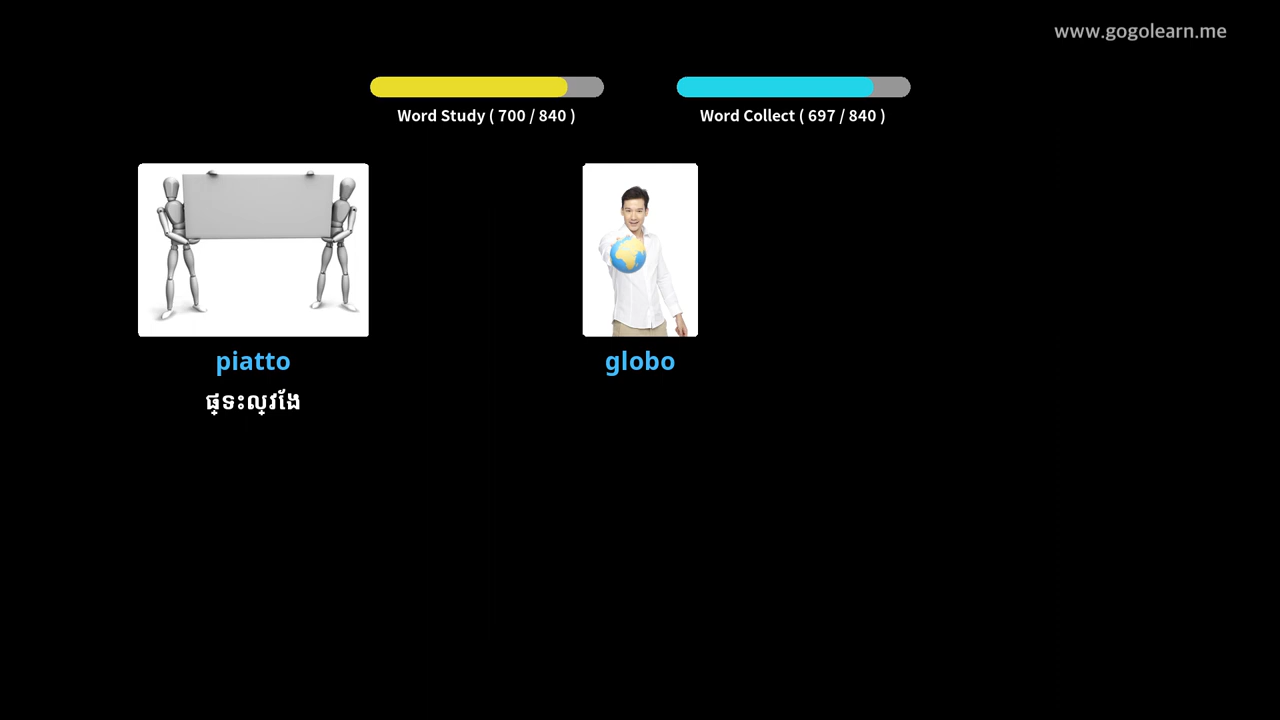 www.gogolearn.me
Word Study ( 700 / 840 )
Word Collect ( 697 / 840 )
piatto
globo
ផ្ទះល្វែង